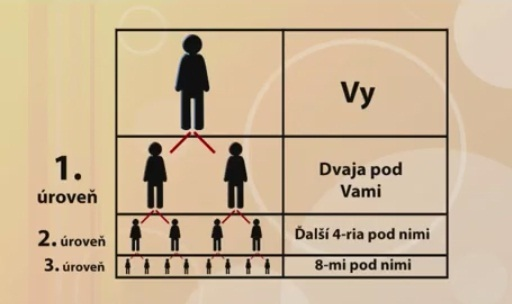 Vy
1.
úroveň
Dvaja pod
Vami
2. úroveň
Ďalší 4-ria pod nimi
3. úroveň
8-mi pod nimi